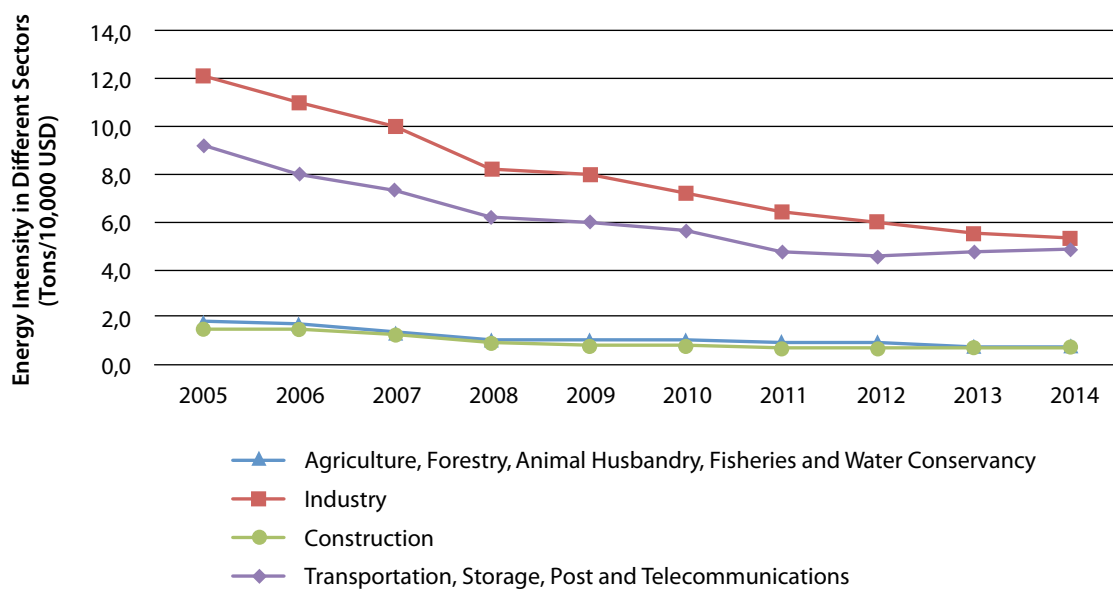 Energy Intensity in Different Sectors
(Tons/10,000 USD)
14,0
12,0
10,0
8,0
6,0
4,0
2,0
0,0
2005 2006 2007 2008 2009 2010 2011 2012 2013 2014
Agriculture, Forestry, Animal Husbandry, Fisheries and Water Conservancy
Industry
Construction
Transportation, Storage, Post and Telecommunications